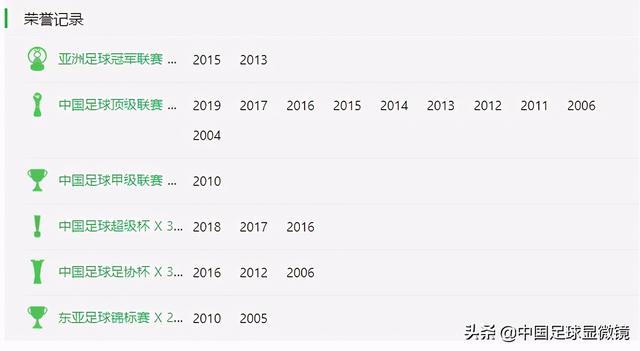 荣誉记录
亚洲足球冠军联赛 ... 2015 2013
中国足球顶级联赛 ... 2019 2017 2016 2015 2014 2013 2012 2011 2006
2004
中国足球甲级联赛 ... 2010
中国足球超级杯 X 3... 2018 2017 2016
中国足球足协杯 X 3... 2016 2012 2006
东亚足球锦标赛 X 2... 2010 2005
头条 @中国足球显微镜